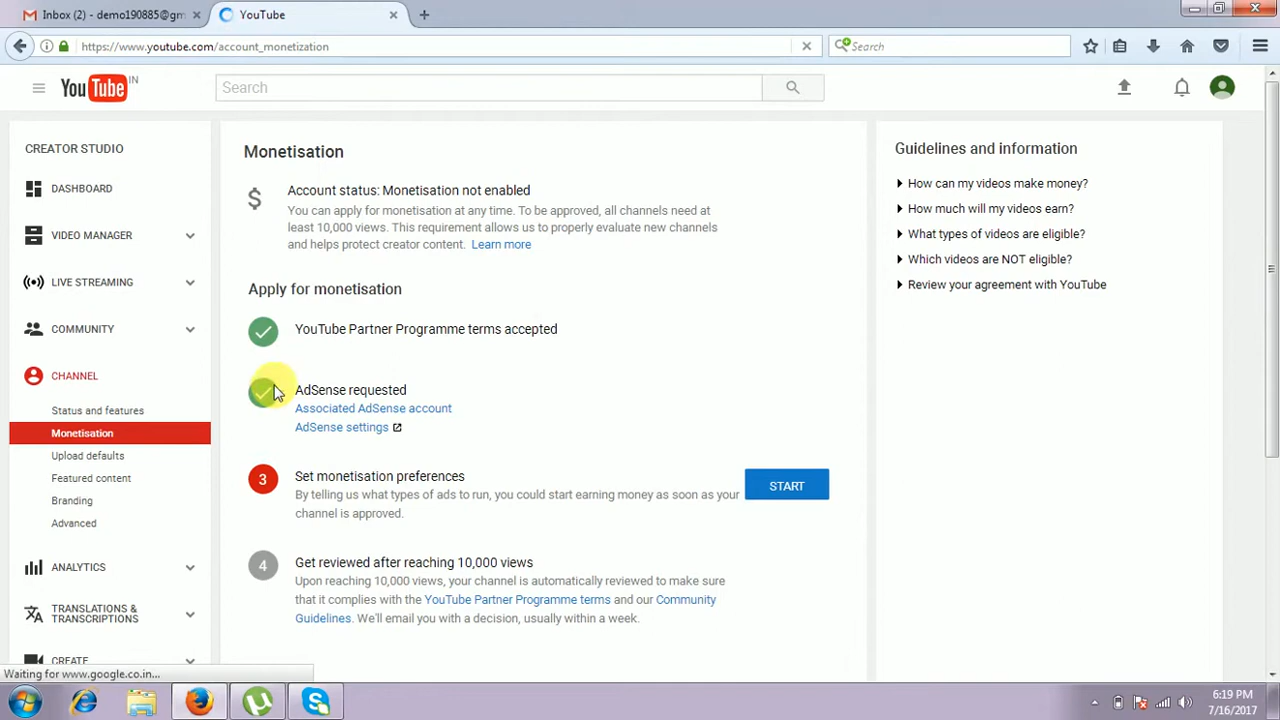 Inbox (2) - demo190885@gm
YouTube
https://www.youtube.com/account_monetization
Search
YouTube IN
Search
CREATOR STUDIO
DASHBOARD
VIDEO MANAGER
LIVE STREAMING
COMMUNITY
CHANNEL
Status and features
Monetisation
Upload defaults
Featured content
Branding
Advanced
ANALYTICS
TRANSLATIONS &
TRANSCRIPTIONS
CREATE
Monetisation
Account status: Monetisation not enabled
You can apply for monetisation at any time. To be approved, all channels need at
least 10,000 views. This requirement allows us to properly evaluate new channels
and helps protect creator content. Learn more
Apply for monetisation
YouTube Partner Programme terms accepted
AdSense requested
Associated AdSense account
AdSense settings
3 Set monetisation preferences
By telling us what types of ads to run, you could start earning money as soon as your
channel is approved.
START
4 Get reviewed after reaching 10,000 views
Upon reaching 10,000 views, your channel is automatically reviewed to make sure
that it complies with the YouTube Partner Programme terms and our Community
Guidelines. We'll email you with a decision, usually within a week.
Guidelines and information
How can my videos make money?
How much will my videos earn?
What types of videos are eligible?
Which videos are NOT eligible?
Review your agreement with YouTube
Waiting for www.google.co.in...
6:19 PM
7/16/2017